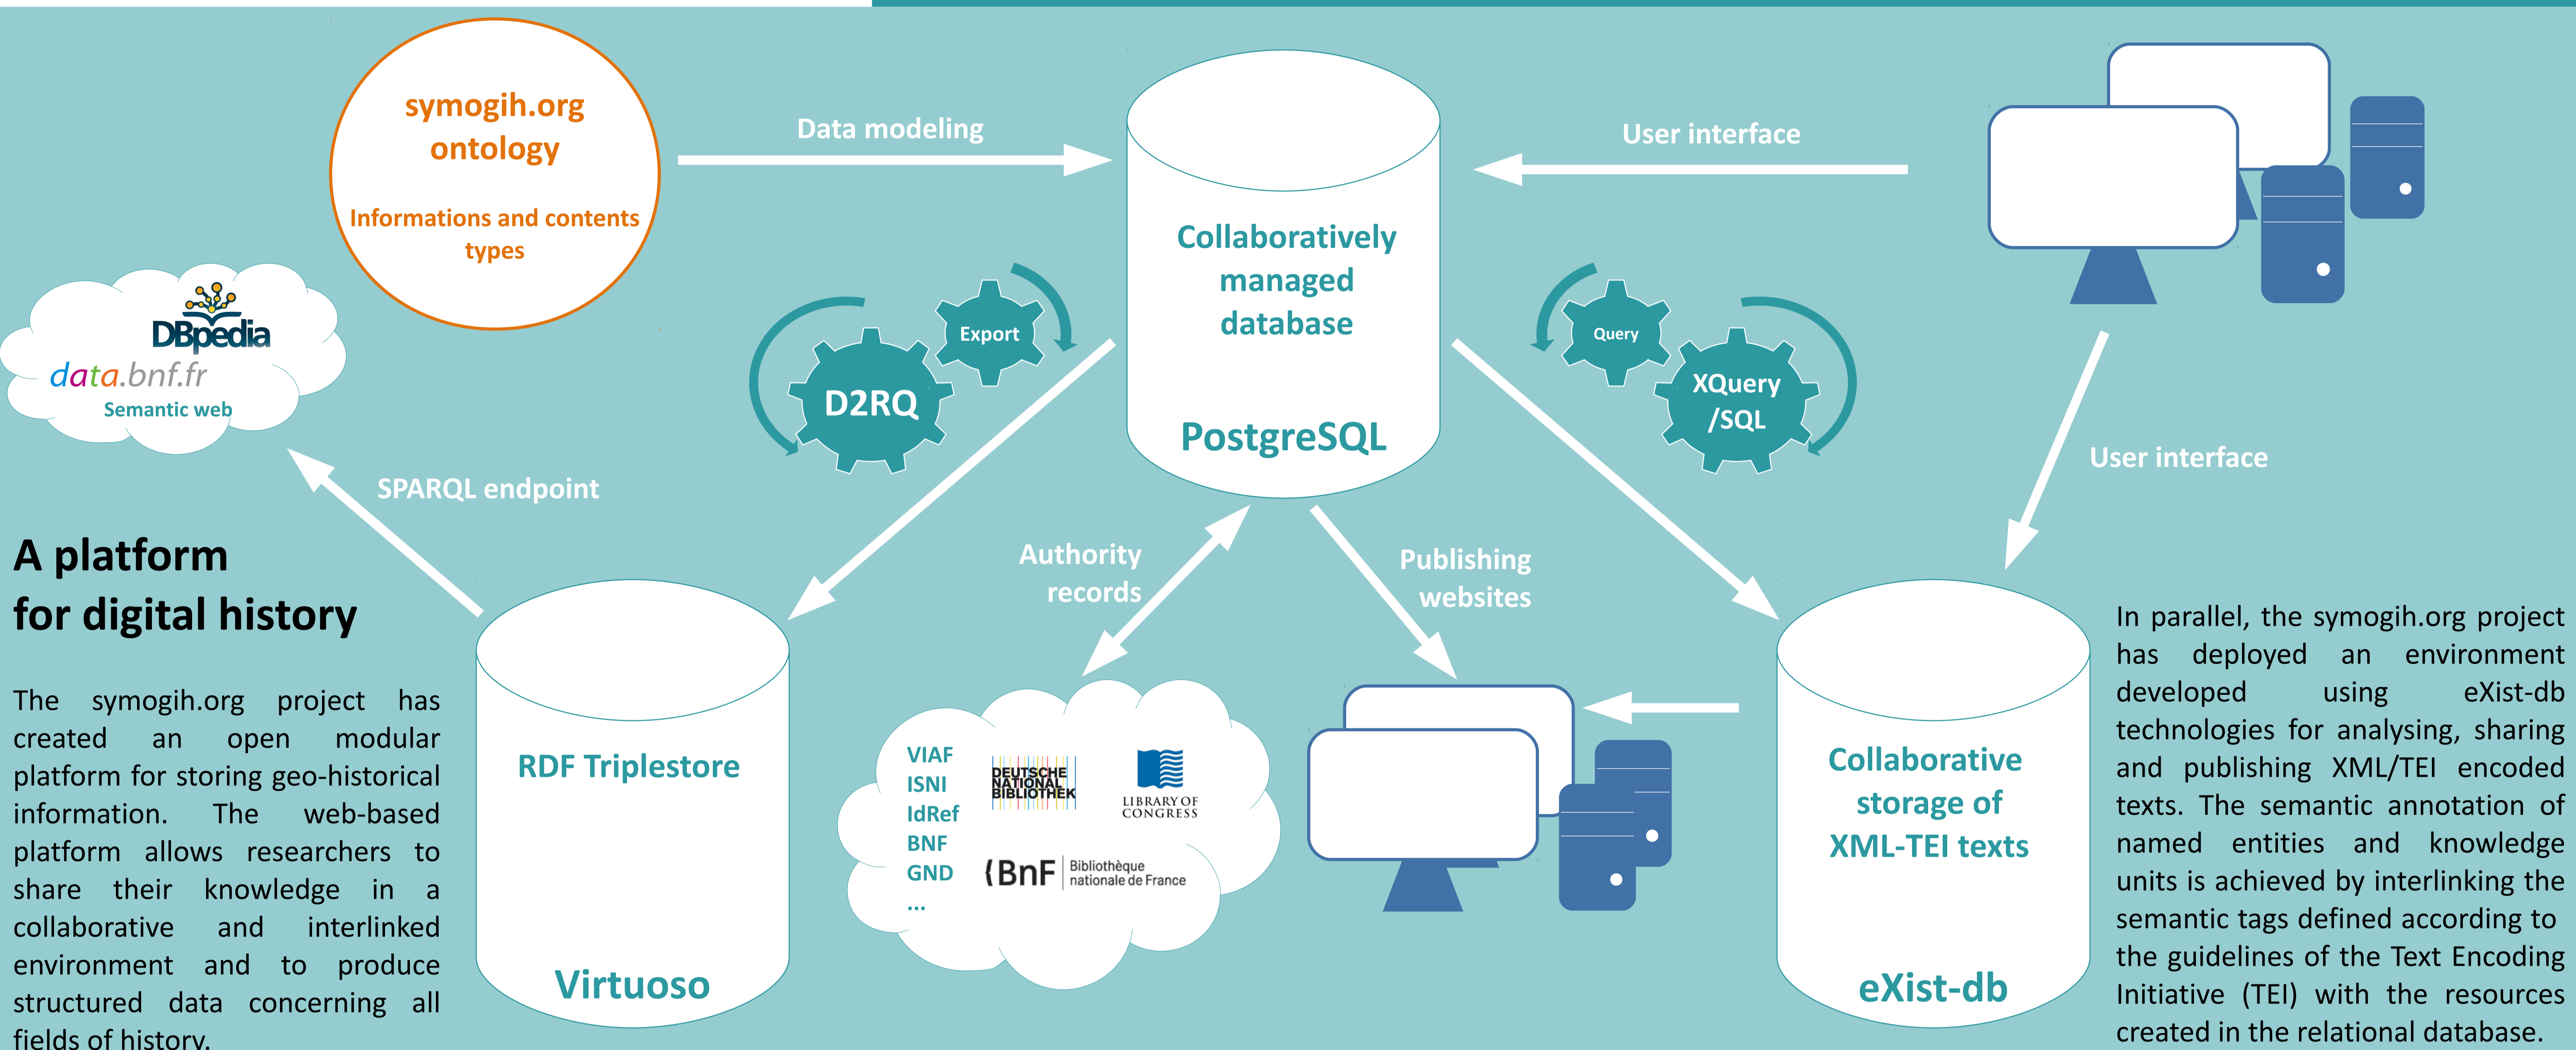 symogih.org
ontology
Informations and contents
types
Data modeling
User interface
Collaboratively
managed
database
PostgreSQL
DBpedia
data.bnf.fr
Semantic web
Export
D2RQ
Query
XQuery
/SQL
User interface
SPARQL endpoint
Authority
records
Publishing
websites
A platform
for digital history
The symogih.org project has
created an open modular
platform for storing geo-historical
information. The web-based
platform allows researchers to
share their knowledge in a
collaborative and interlinked
environment and to produce
structured data concerning all
fields of history.
RDF Triplestore
Virtuoso
VIAF
ISNI
IdRef
BNF
GND
...
DEUTSCHE
NATIONAL
BIBLIOTHEK
LIBRARY OF
CONGRESS
{BnF
Bibliothèque
nationale de France
Collaborative
storage of
XML-TEI texts
eXist-db
In parallel, the symogih.org project
has deployed an environment
developed using eXist-db
technologies for analysing, sharing
and publishing XML/TEI encoded
texts. The semantic annotation of
named entities and knowledge
units is achieved by interlinking the
semantic tags defined according to
the guidelines of the Text Encoding
Initiative (TEI) with the resources
created in the relational database.